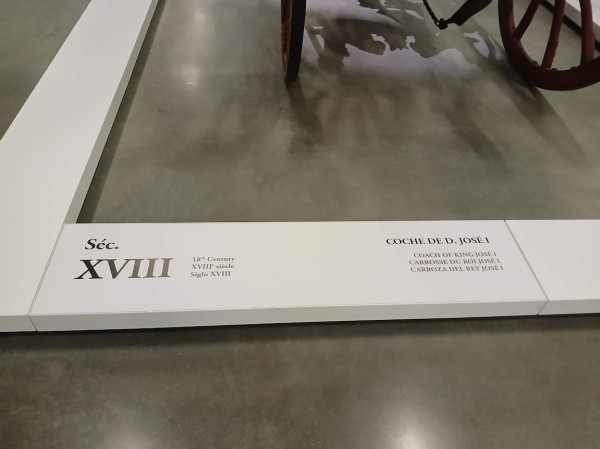 Séc.
XVIII
18th Century
XVIIIe siècle
Siglo XVIII
COCHE DE D. JOSÉ I
COACH OF KING JOSÉ I
CARROSSE DU ROI JOSÉ I
CARROZA DEL REY JOSÉ I